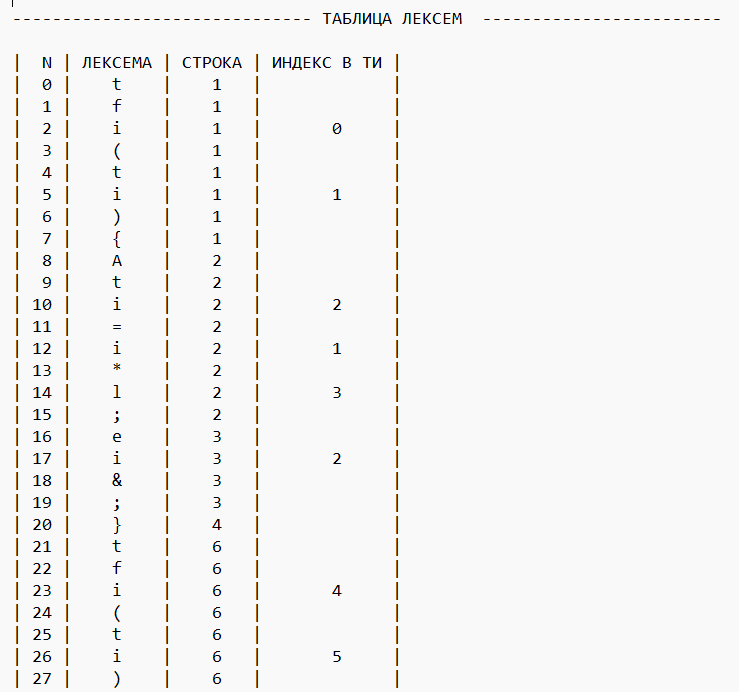 ------------------------------ ТАБЛИЦА ЛЕКСЕМ ------------------------
|  N | ЛЕКСЕМА | СТРОКА | ИНДЕКС В ТИ |
|  0 |    t    |    1   |             |
|  1 |    f    |    1   |             |
|  2 |    i    |    1   |      0      |
|  3 |    (    |    1   |             |
|  4 |    t    |    1   |             |
|  5 |    i    |    1   |      1      |
|  6 |    )    |    1   |             |
|  7 |    {    |    1   |             |
|  8 |    A    |    2   |             |
|  9 |    t    |    2   |             |
| 10 |    i    |    2   |      2      |
| 11 |    =    |    2   |             |
| 12 |    i    |    2   |      1      |
| 13 |    *    |    2   |             |
| 14 |    l    |    2   |      3      |
| 15 |    ;    |    2   |             |
| 16 |    e    |    3   |             |
| 17 |    i    |    3   |      2      |
| 18 |    &    |    3   |             |
| 19 |    ;    |    3   |             |
| 20 |    }    |    4   |             |
| 21 |    t    |    6   |             |
| 22 |    f    |    6   |             |
| 23 |    i    |    6   |      4      |
| 24 |    (    |    6   |             |
| 25 |    t    |    6   |             |
| 26 |    i    |    6   |      5      |
| 27 |    )    |    6   |             |